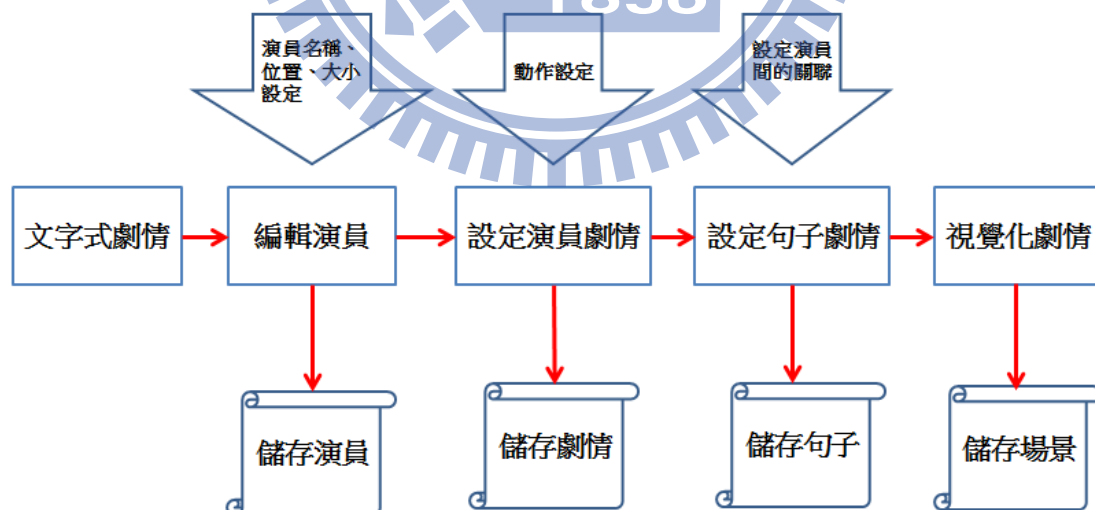 1858
演員名稱、
位置、大小
設定
動作設定
設定演員
間的關聯
文字式劇情
編輯演員
設定演員劇情
設定句子劇情
視覺化劇情
儲存演員
儲存劇情
儲存句子
儲存場景